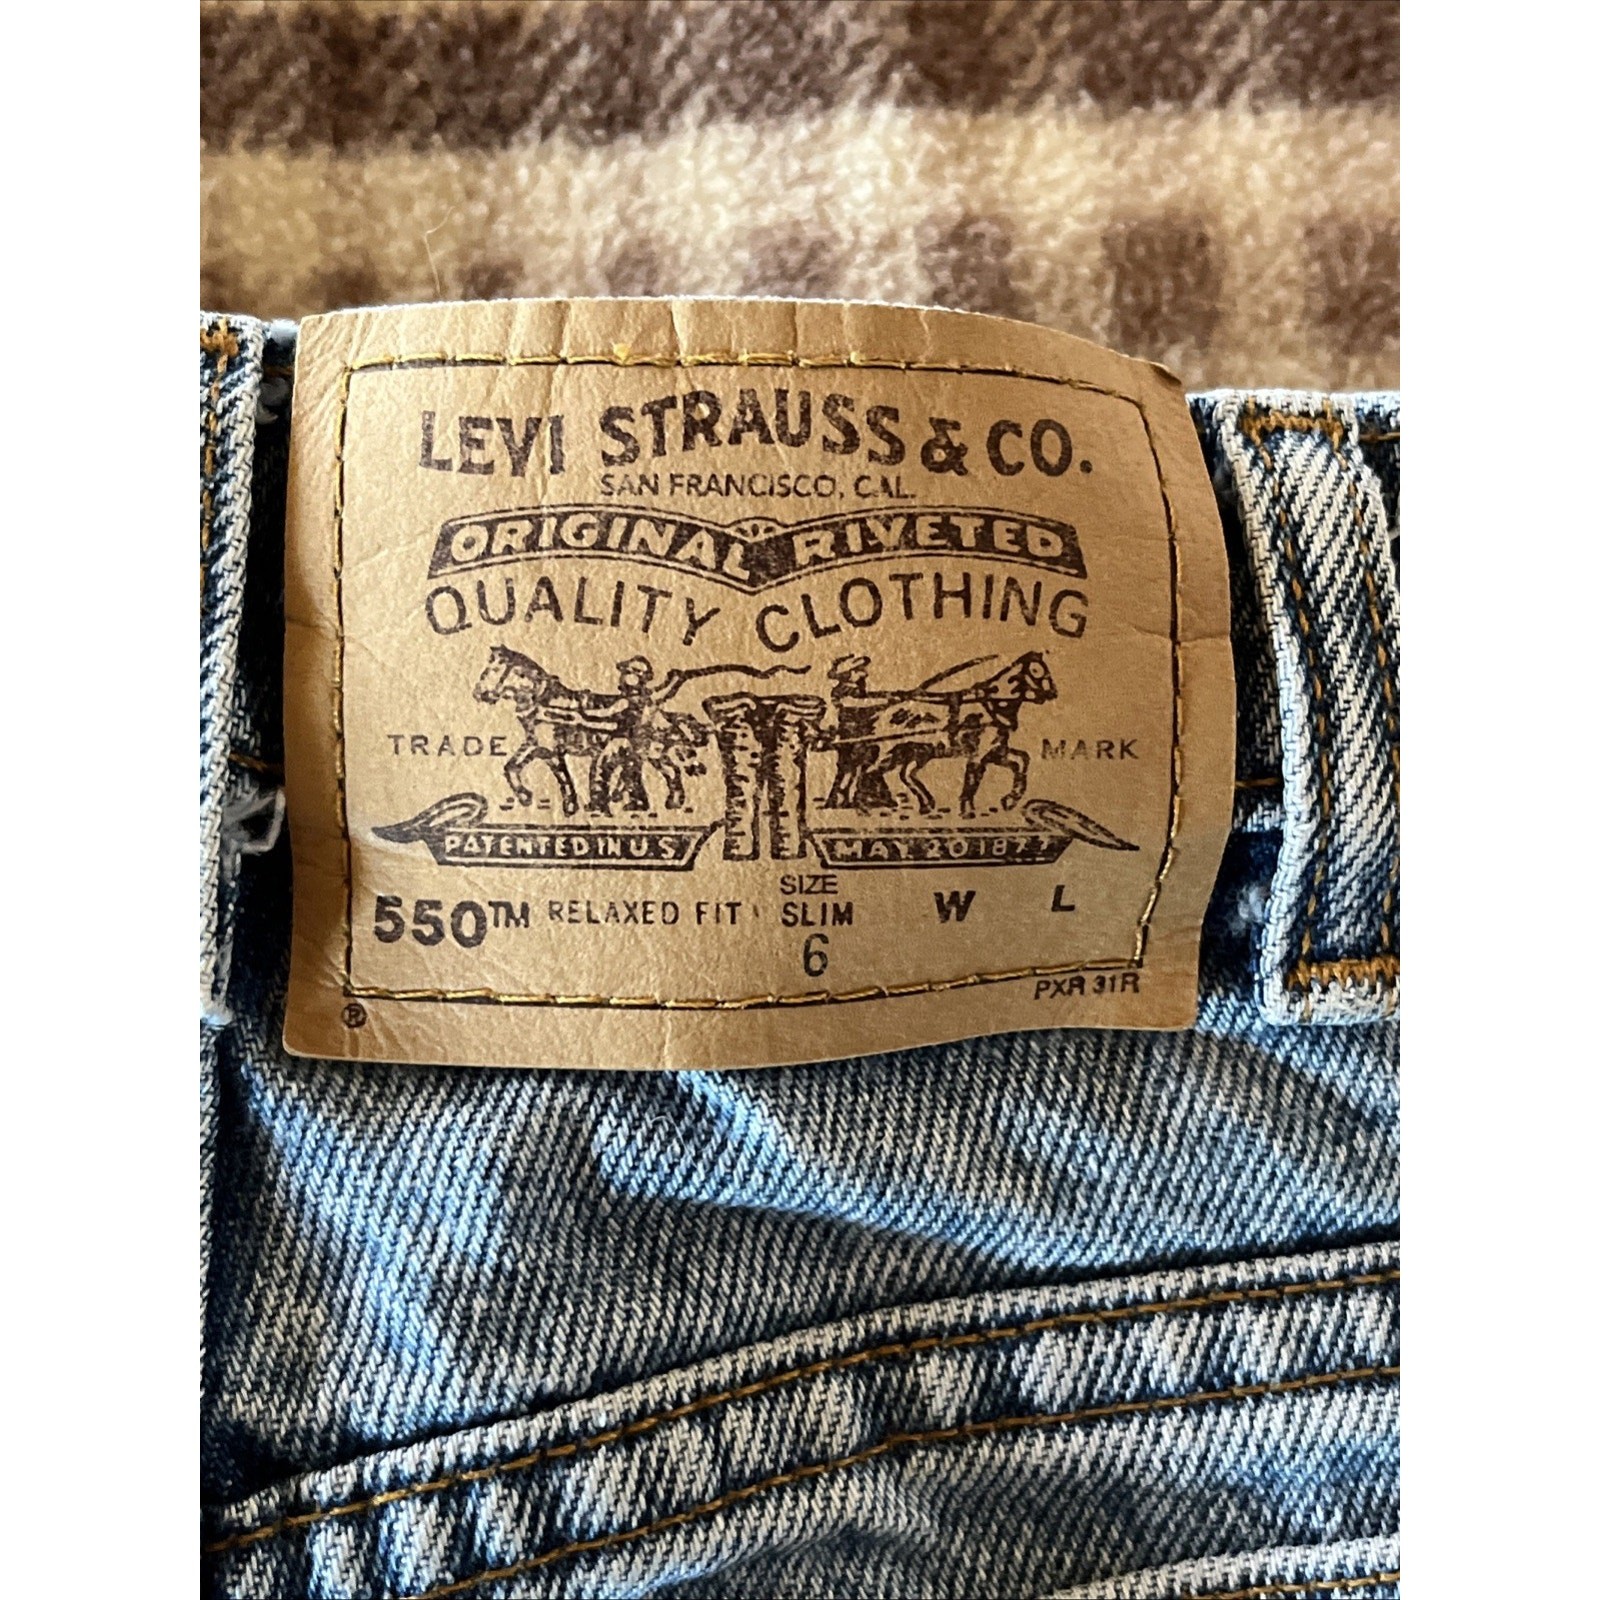 LEVI STRAUSS & CO.
SAN FRANCISCO, CAL.
ORIGINAL RIVETED
QUALITY CLOTHING
TRADE MARK
PATENTED IN U S MAY 20 1877
SIZE
550™ RELAXED FIT SLIM W L
6
PXR 31R
®